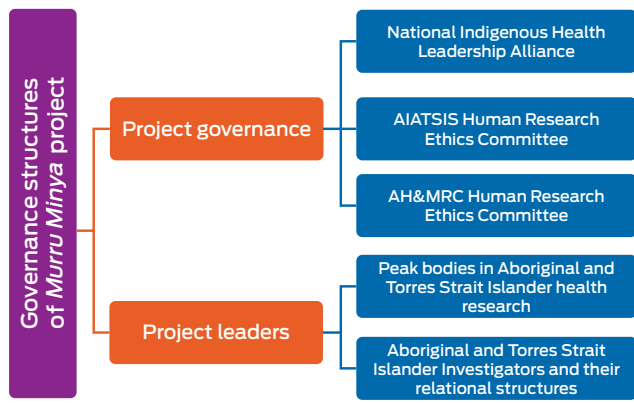 Governance structures
of Murru Minya project
Project governance
National Indigenous Health
Leadership Alliance
AIATSIS Human Research
Ethics Committee
AH&MRC Human Research
Ethics Committee
Project leaders
Peak bodies in Aboriginal and
Torres Strait Islander health
research
Aboriginal and Torres Strait
Islander Investigators and their
relational structures